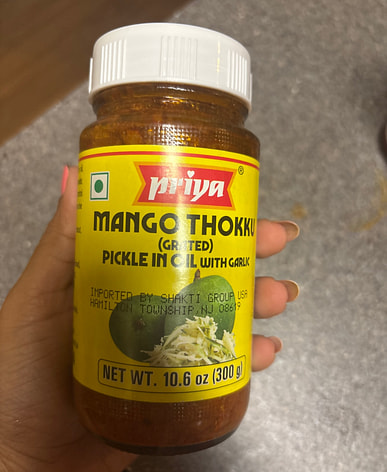 priya®
MANGO THOKKU
(GRATED)
PICKLE IN OIL WITH GARLIC
IMPORTED BY SHAKTI GROUP USA
HAMILTON TOWNSHIP, NJ 08619
NET WT. 10.6 oz (300 g)